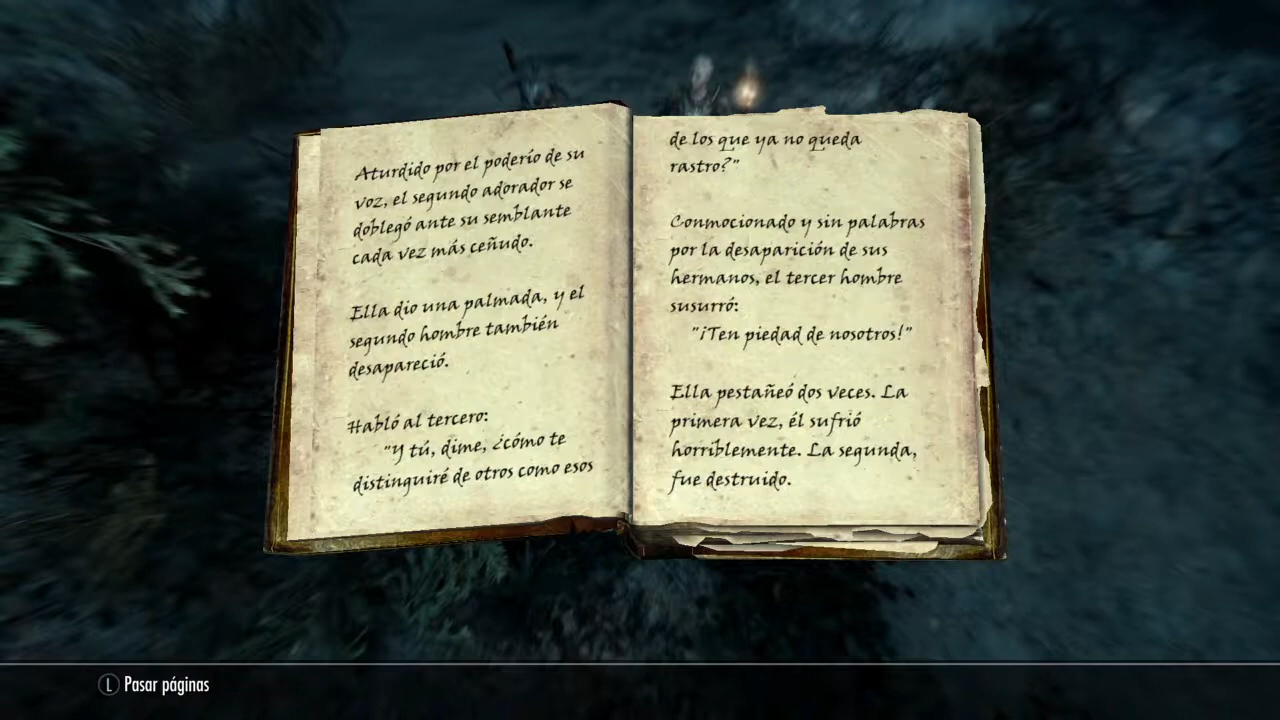 Aturdido por el poderío de su
voz, el segundo adorador se
doblegó ante su semblante
cada vez más ceñudo.
Ella dio una palmada, y el
segundo hombre también
desapareció.
Habló al tercero:
"Y tú, dime, ¿cómo te
distinguiré de otros como esos
de los que ya no queda
rastro?"
Conmocionado y sin palabras
por la desaparición de sus
hermanos, el tercer hombre
susurró:
"¡Ten piedad de nosotros!"
Ella pestañeó dos veces. La
primera vez, él sufrió
horriblemente. La segunda,
fue destruido.
L Pasar páginas